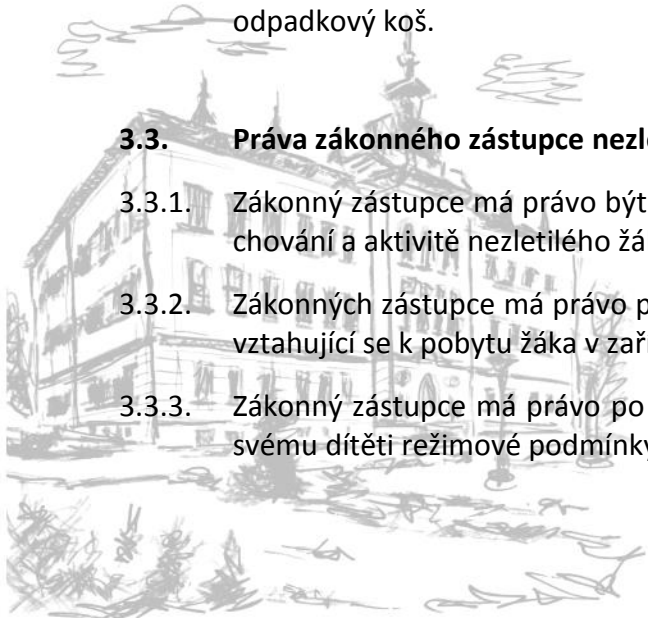 odpadkový koš.
3.3. Práva zákonného zástupce nezl
3.3.1. Zákonný zástupce má právo být
chování a aktivitě nezletilého žá
3.3.2. Zákonných zástupce má právo p
vztahující se k pobytu žáka v zaří
3.3.3. Zákonný zástupce má právo po
svému dítěti režimové podmínky